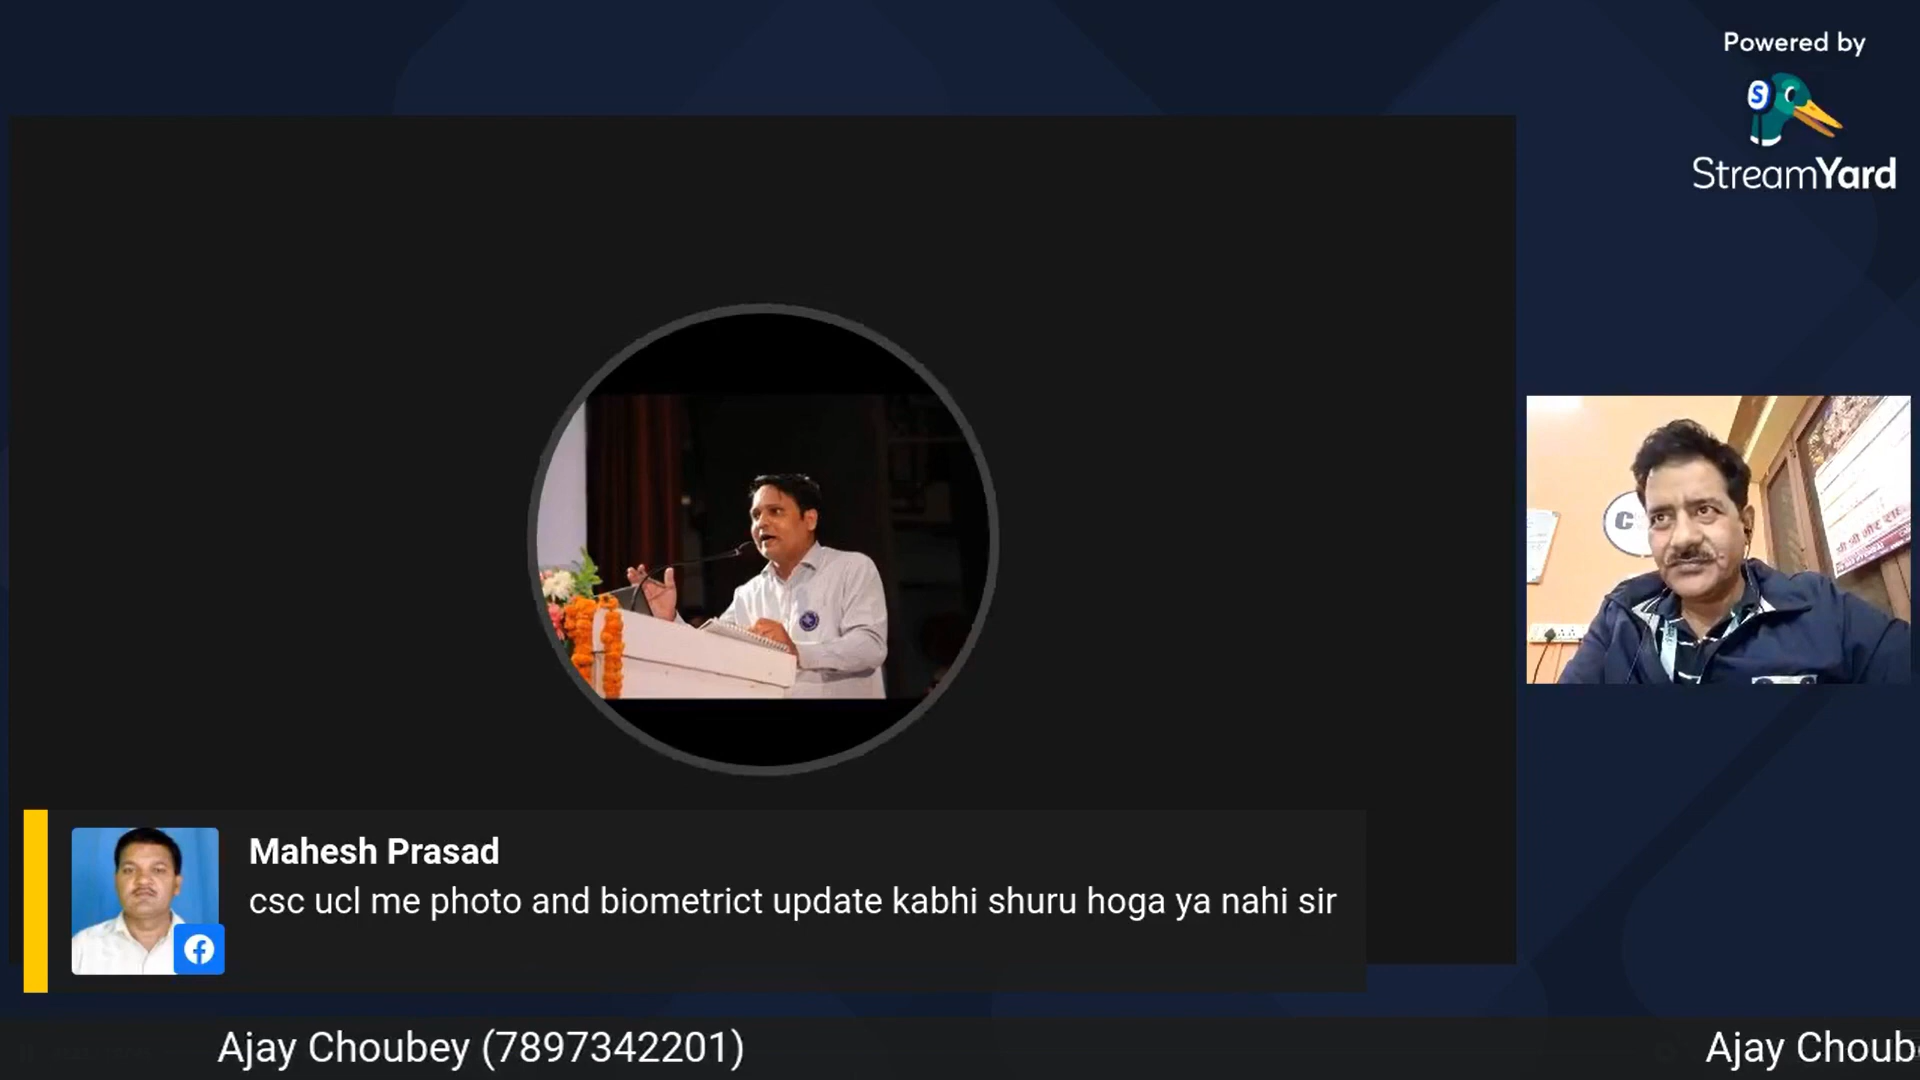 Powered by
S
StreamYard
C
Mahesh Prasad
csc ucl me photo and biometrict update kabhi shuru hoga ya nahi sir
Ajay Choubey (7897342201)
Ajay Choub